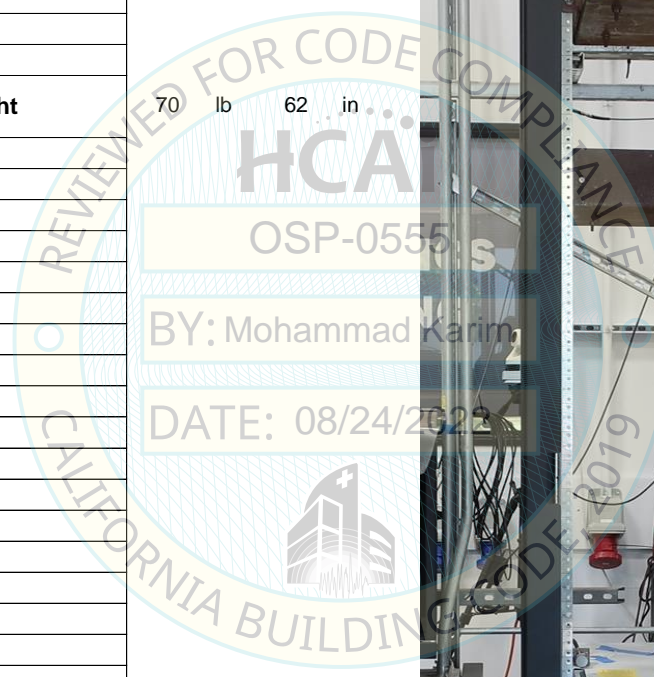 REVIEWED FOR CODE COMPLIANCE
ht 70 lb 62 in
HCAI
OSP-0555
BY: Mohammad Karim
DATE: 08/24/2022
CALIFORNIA BUILDING CODE, 2019